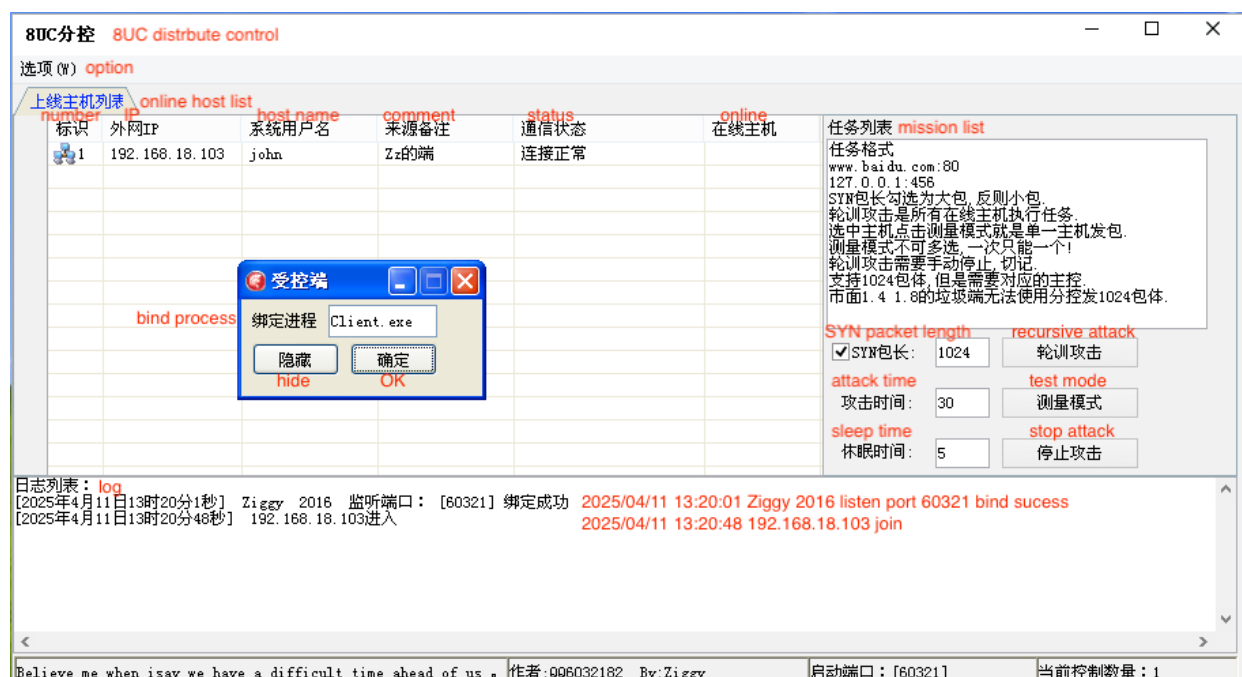 8UC分控 8UC distrbute control
选项(W) option
上线主机列表 online host list
number IP host name comment status online
标识 外网IP 系统用户名 来源备注 通信状态 在线主机
1 192.168.18.103 john Zz的端 连接正常
任务列表 mission list
任务格式
www.baidu.com:80
127.0.0.1:456
SYN包长勾选为大包,反则小包.
轮训攻击是所有在线主机执行任务.
选中主机点击测量模式就是单一主机发包.
测量模式不可多选,一次只能一个!
轮训攻击需要手动停止,切记.
支持1024包体,但是需要对应的主控.
市面1.4 1.8的垃圾端无法使用分控发1024包体.
受控端
bind process 绑定进程 Client.exe
隐藏 确定
hide OK
SYN packet length recursive attack
SYN包长: 1024 轮训攻击
attack time test mode
攻击时间: 30 测量模式
sleep time stop attack
休眠时间: 5 停止攻击
日志列表: log
[2025年4月11日13时20分1秒] Ziggy 2016 监听端口: [60321] 绑定成功 2025/04/11 13:20:01 Ziggy 2016 listen port 60321 bind sucess
[2025年4月11日13时20分48秒] 192.168.18.103进入 2025/04/11 13:20:48 192.168.18.103 join
Believe me when isay we have a difficult time ahead of us . 作者:QQ6032182 By:Ziggy 启动端口:[60321] 当前控制数量:1